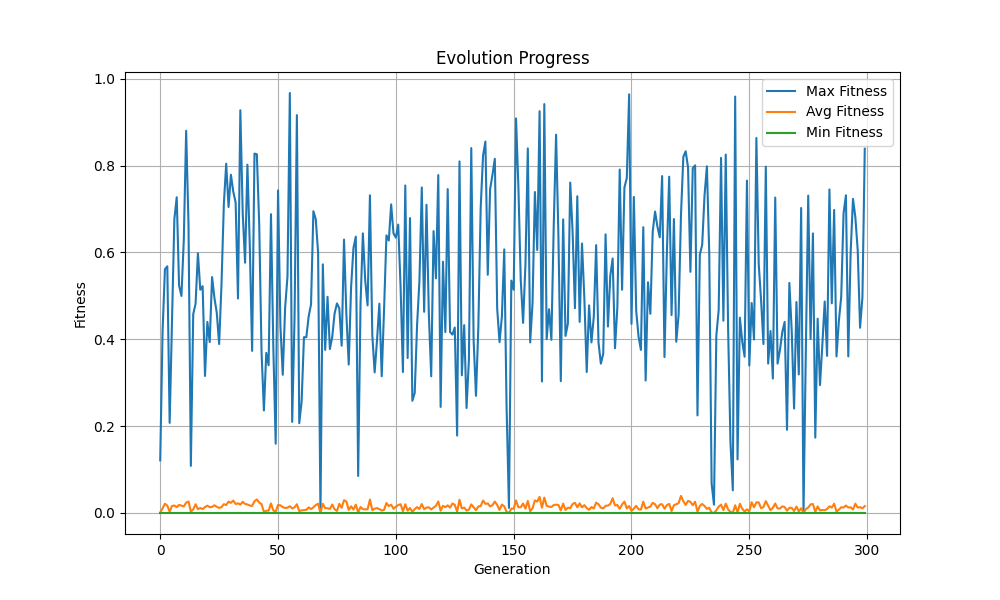 Evolution Progress
Max Fitness
Avg Fitness
Min Fitness
1.0
0.8
0.6
0.4
0.2
0.0
Fitness
0 50 100 150 200 250 300
Generation